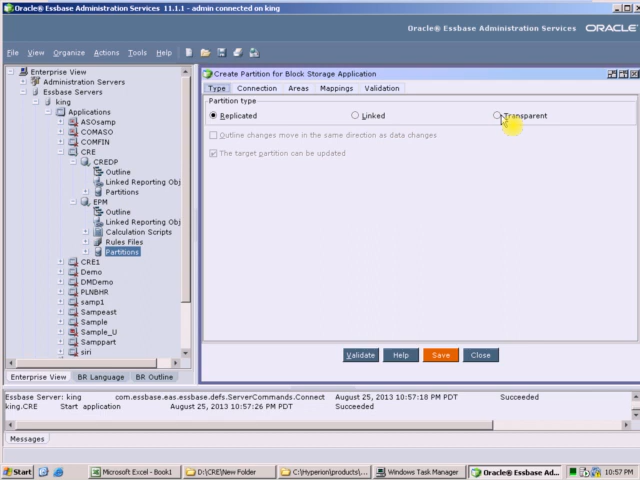 Oracle® Essbase Administration Services 11.1.1 - admin connected on king
Oracle® Essbase Administration Services ORACLE
File View Organize Actions Tools Help
Enterprise View
Administration Servers
Essbase Servers
king
Applications
ASOsamp
COMASO
COMFIN
CRE
CREDP
Outline
Linked Reporting Obj
Partitions
EPM
Outline
Linked Reporting Obj
Calculation Scripts
Rules Files
Partitions
CRE1
Demo
DMDemo
PLNBHR
samp1
Sampeast
Sample
Sample_U
Samppart
siri
Enterprise View BR Language BR Outline
Create Partition for Block Storage Application
Type Connection Areas Mappings Validation
Partition type
Replicated Linked Transparent
Outline changes move in the same direction as data changes
The target partition can be updated
Validate Help Save Close
Essbase Server: king com.essbase.eas.essbase.defs.ServerCommands.Connect August 25, 2013 10:57:18 PM PDT Succeeded
king.CRE Start application August 25, 2013 10:57:26 PM PDT Succeeded
Messages
Start Microsoft Excel - Book1 D:\CRE\New Folder C:\Hyperion\products\... Windows Task Manager Oracle® Essbase Ad... 10:57 PM